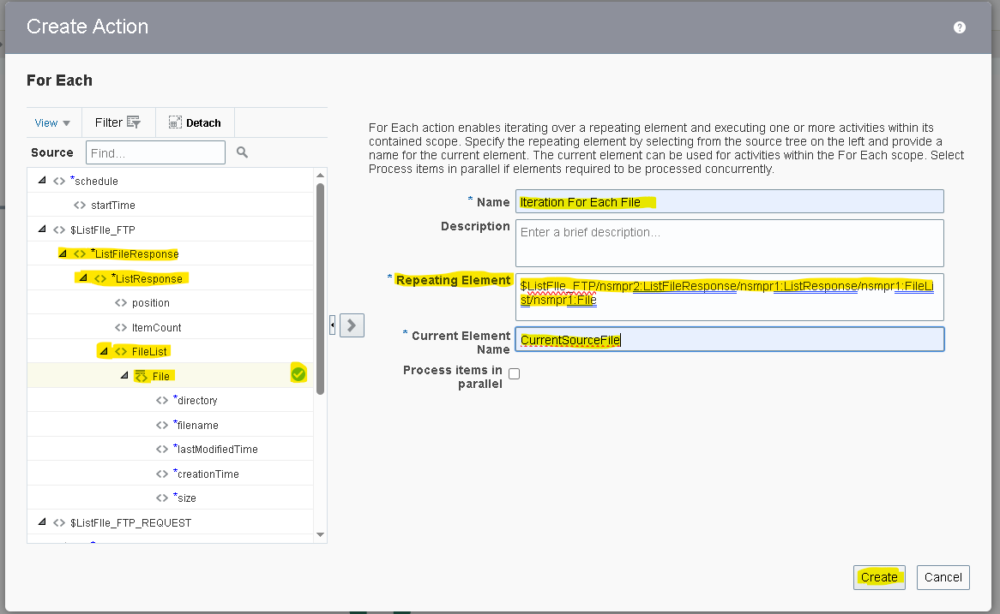 Create Action
?
For Each
View Filter Detach
Source Find...
*schedule
startTime
$ListFIle_FTP
*ListFileResponse
*ListResponse
position
ItemCount
FileList
File
*directory
*filename
*lastModifiedTime
*creationTime
*size
$ListFIle_FTP_REQUEST
For Each action enables iterating over a repeating element and executing one or more activities within its
contained scope. Specify the repeating element by selecting from the source tree on the left and provide a
name for the current element. The current element can be used for activities within the For Each scope. Select
Process items in parallel if elements required to be processed concurrently.
* Name Iteration For Each File
Description Enter a brief description...
* Repeating Element $ListFIle_FTP/nsmpr2:ListFileResponse/nsmpr1:ListResponse/nsmpr1:FileLi
st/nsmpr1:File
* Current Element CurrentSourceFile
Name
Process items in
parallel
Create Cancel